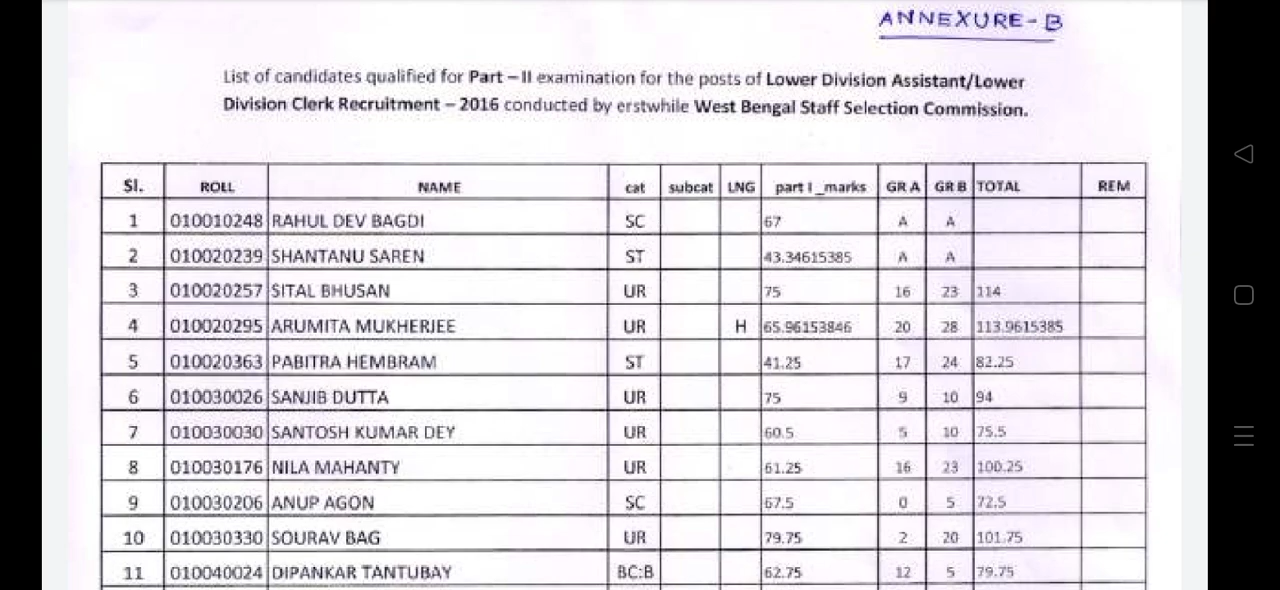 ANNEXURE-B
List of candidates qualified for Part – II examination for the posts of Lower Division Assistant/Lower
Division Clerk Recruitment – 2016 conducted by erstwhile West Bengal Staff Selection Commission.
Sl. ROLL NAME cat subcat LNG part I _marks GR A GR B TOTAL REM
1 010010248 RAHUL DEV BAGDI SC 67 A A
2 010020239 SHANTANU SAREN ST 43.34615385 A A
3 010020257 SITAL BHUSAN UR 75 16 23 114
4 010020295 ARUMITA MUKHERJEE UR H 65.96153846 20 28 113.9615385
5 010020363 PABITRA HEMBRAM ST 41.25 17 24 82.25
6 010030026 SANJIB DUTTA UR 75 9 10 94
7 010030030 SANTOSH KUMAR DEY UR 60.5 5 10 75.5
8 010030176 NILA MAHANTY UR 61.25 16 23 100.25
9 010030206 ANUP AGON SC 67.5 0 5 72.5
10 010030330 SOURAV BAG UR 79.75 2 20 101.75
11 010040024 DIPANKAR TANTUBAY BC:B 62.75 12 5 79.75